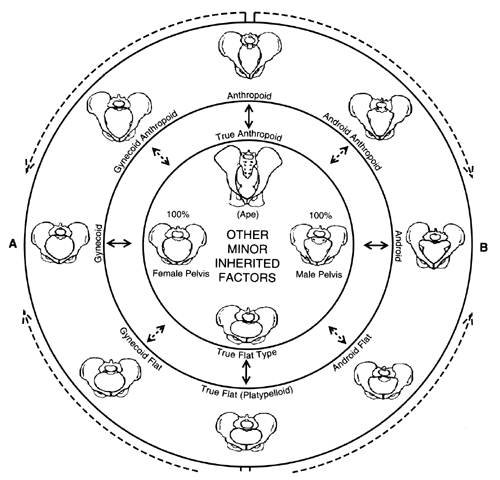 Anthropoid
Gynecoid Anthropoid
Android Anthropoid
True Anthropoid
(Ape)
100%
100%
A
Gynecoid
OTHER
MINOR
INHERITED
FACTORS
Android
B
Female Pelvis
Male Pelvis
Gynecoid Flat
True Flat Type
Android Flat
True Flat (Platypelloid)